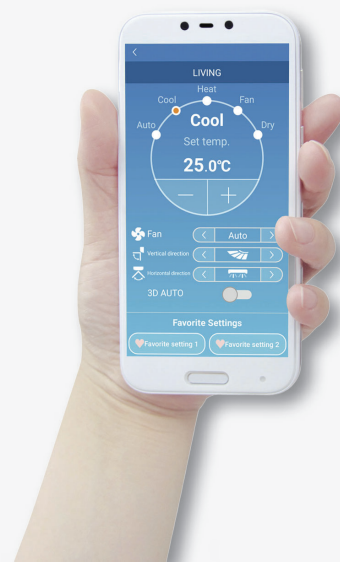 LIVING
Heat
Cool Fan
Auto Cool Dry
Set temp.
25.0℃
− +
Fan Auto
Vertical direction
Horizontal direction
3D AUTO
Favorite Settings
Favorite setting 1 Favorite setting 2